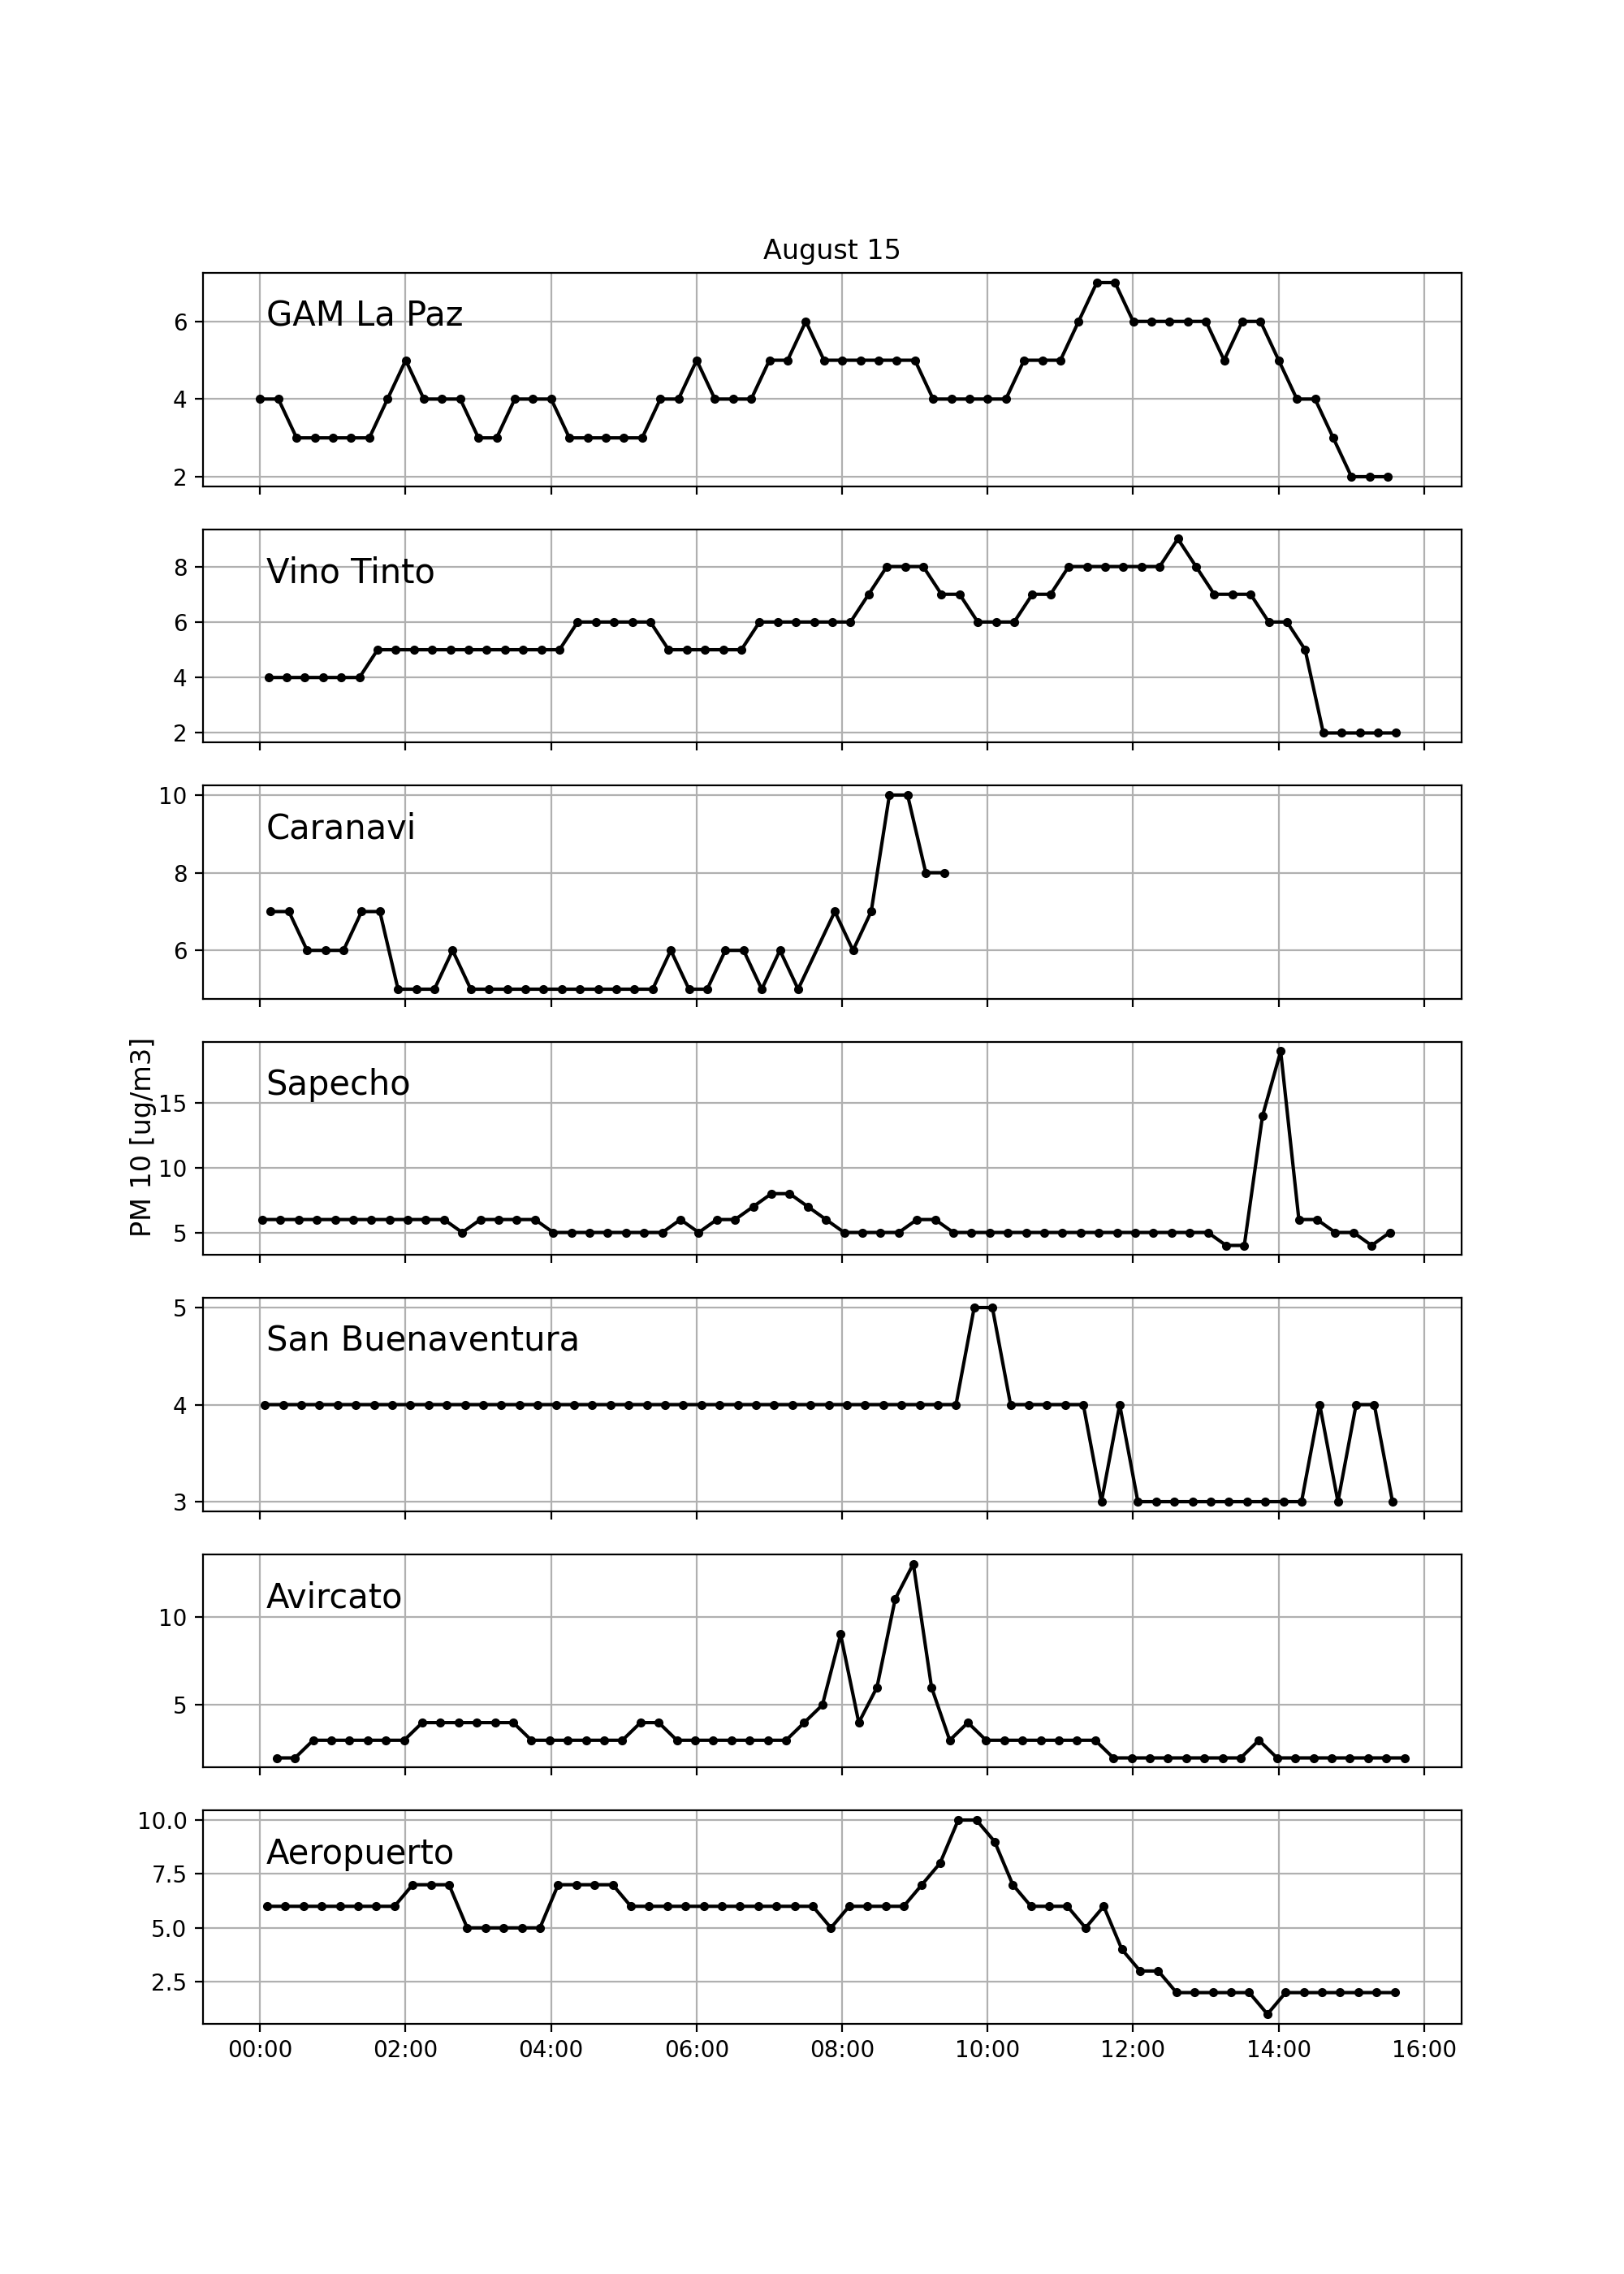 August 15
GAM La Paz
6
4
2
Vino Tinto
8
6
4
2
Caranavi
10
8
6
PM 10 [ug/m3]
Sapecho
15
10
5
San Buenaventura
5
4
3
Avircato
10
5
Aeropuerto
10.0
7.5
5.0
2.5
00:00 02:00 04:00 06:00 08:00 10:00 12:00 14:00 16:00